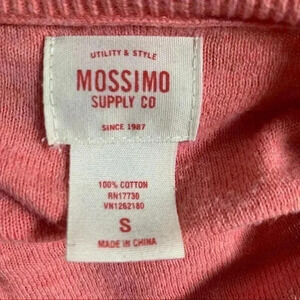 UTILITY & STYLE
MOSSIMO
SUPPLY CO
SINCE 1987
100% COTTON
RN17730
VN1262180
S
MADE IN CHINA